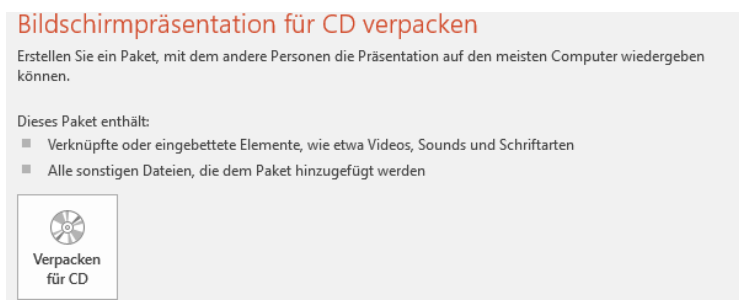 Bildschirmpräsentation für CD verpacken
Erstellen Sie ein Paket, mit dem andere Personen die Präsentation auf den meisten Computer wiedergeben
können.
Dieses Paket enthält:
Verknüpfte oder eingebettete Elemente, wie etwa Videos, Sounds und Schriftarten
Alle sonstigen Dateien, die dem Paket hinzugefügt werden
Verpacken
für CD